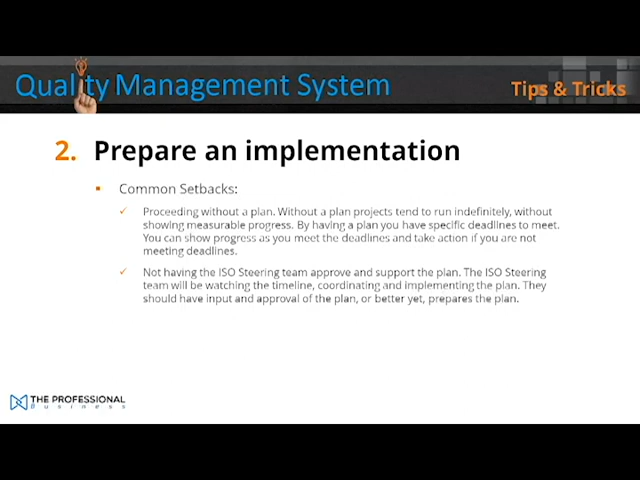 Quality Management System
Tips & Tricks
2. Prepare an implementation
Common Setbacks:
Proceeding without a plan. Without a plan projects tend to run indefinitely, without
showing measurable progress. By having a plan you have specific deadlines to meet.
You can show progress as you meet the deadlines and take action if you are not
meeting deadlines.
Not having the ISO Steering team approve and support the plan. The ISO Steering
team will be watching the timeline, coordinating and implementing the plan. They
should have input and approval of the plan, or better yet, prepares the plan.
THE PROFESSIONAL
Business